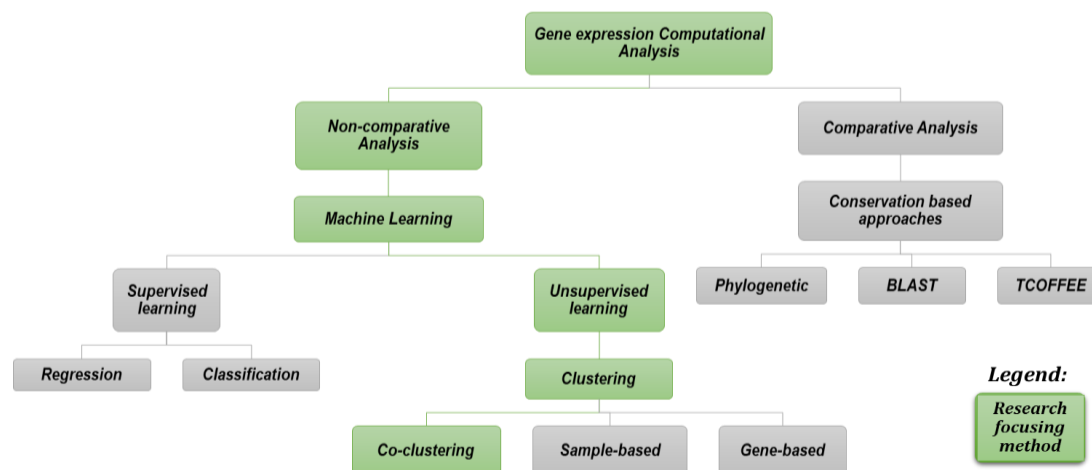 Gene expression Computational
Analysis
Non-comparative
Analysis
Comparative Analysis
Machine Learning
Conservation based
approaches
Supervised
learning
Unsupervised
learning
Phylogenetic
BLAST
TCOFFEE
Regression
Classification
Clustering
Co-clustering
Sample-based
Gene-based
Legend:
Research
focusing
method